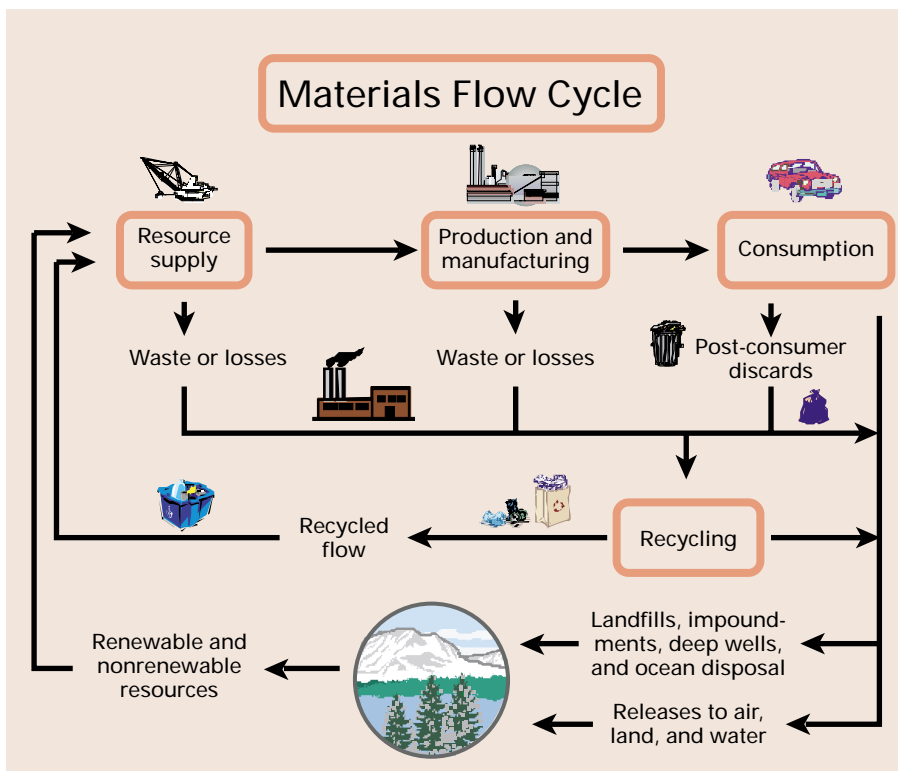 Materials Flow Cycle
Resource
supply
Production and
manufacturing
Consumption
Waste or losses
Waste or losses
Post-consumer
discards
Recycled
flow
Recycling
Renewable and
nonrenewable
resources
Landfills, impound-
ments, deep wells,
and ocean disposal
Releases to air,
land, and water